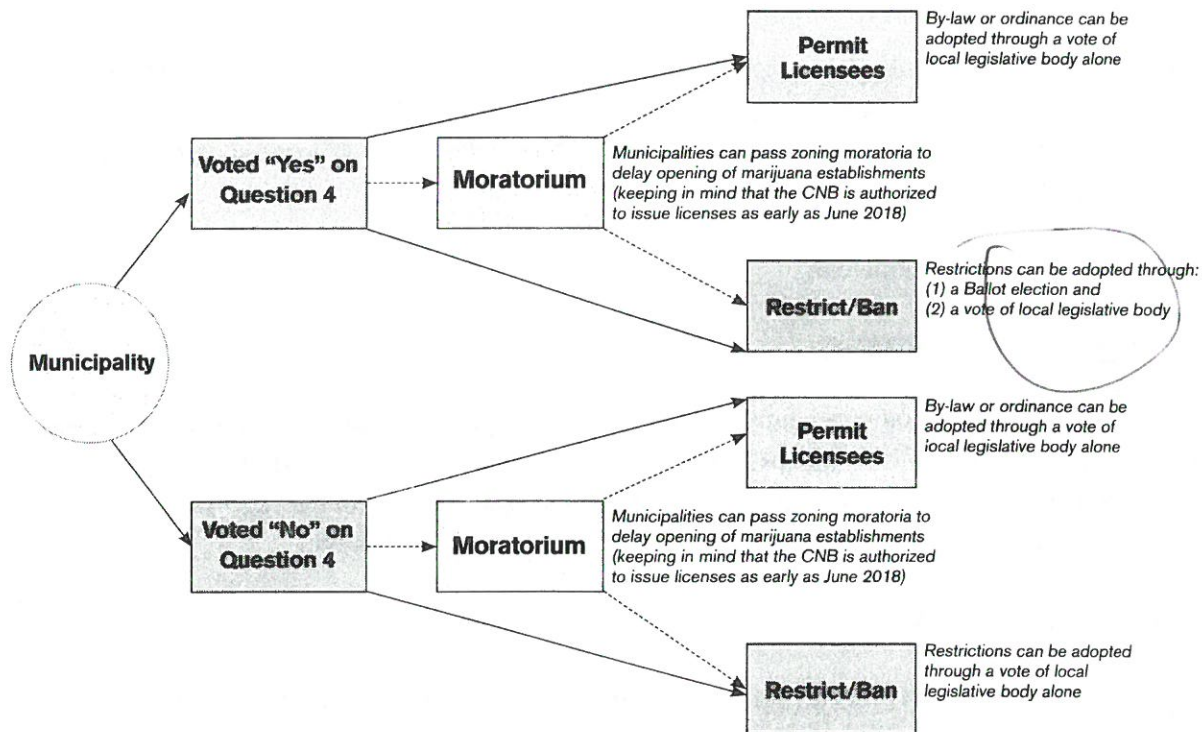 Permit
Licensees
By-law or ordinance can be
adopted through a vote of
local legislative body alone
Voted “Yes” on
Question 4
Moratorium
Municipalities can pass zoning moratoria to
delay opening of marijuana establishments
(keeping in mind that the CNB is authorized
to issue licenses as early as June 2018)
Restrict/Ban
Restrictions can be adopted through:
(1) a Ballot election and
(2) a vote of local legislative body
Municipality
Permit
Licensees
By-law or ordinance can be
adopted through a vote of
local legislative body alone
Voted “No” on
Question 4
Moratorium
Municipalities can pass zoning moratoria to
delay opening of marijuana establishments
(keeping in mind that the CNB is authorized
to issue licenses as early as June 2018)
Restrict/Ban
Restrictions can be adopted
through a vote of local
legislative body alone